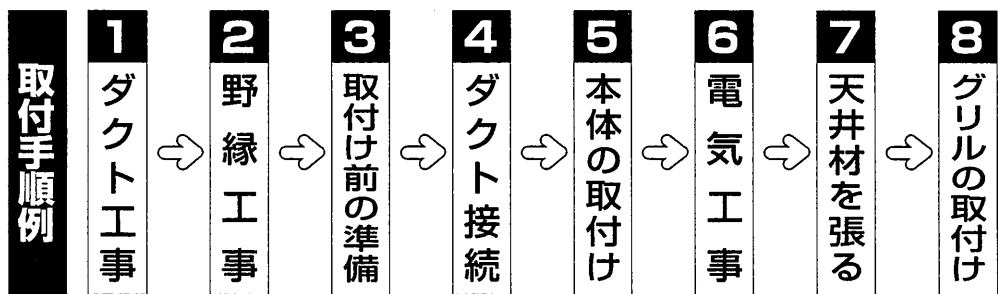 取付手順例
1 ダクト工事
2 野縁工事
3 取付け前の準備
4 ダクト接続
5 本体の取付け
6 電気工事
7 天井材を張る
8 グリルの取付け